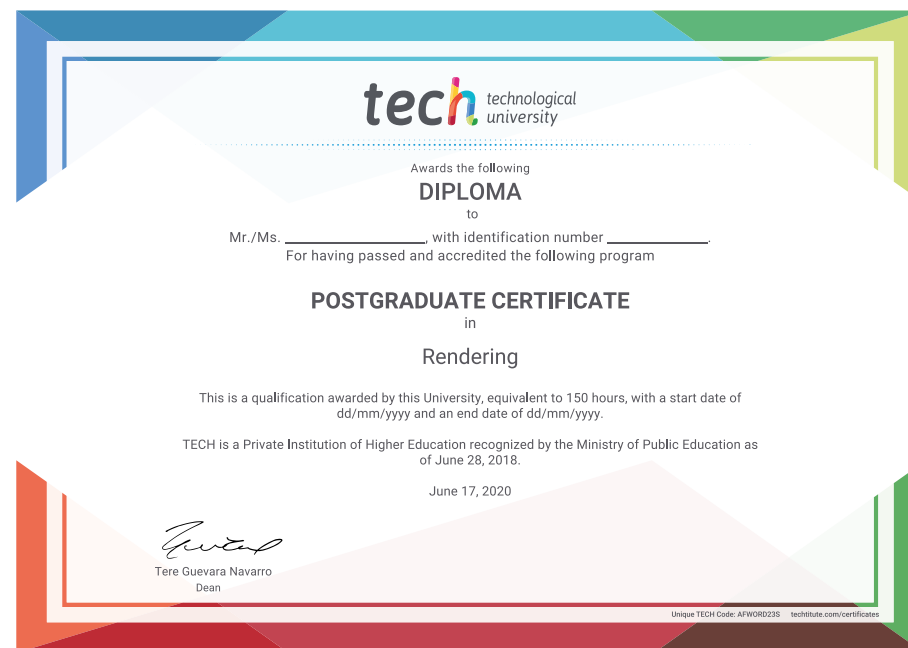 tech technological
university
Awards the following
DIPLOMA
to
Mr./Ms. ____________________, with identification number ______________.
For having passed and accredited the following program
POSTGRADUATE CERTIFICATE
in
Rendering
This is a qualification awarded by this University, equivalent to 150 hours, with a start date of
dd/mm/yyyy and an end date of dd/mm/yyyy.
TECH is a Private Institution of Higher Education recognized by the Ministry of Public Education as
of June 28, 2018.
June 17, 2020
Tere Guevara Navarro
Dean
Unique TECH Code: AFWORD23S techtitute.com/certificates